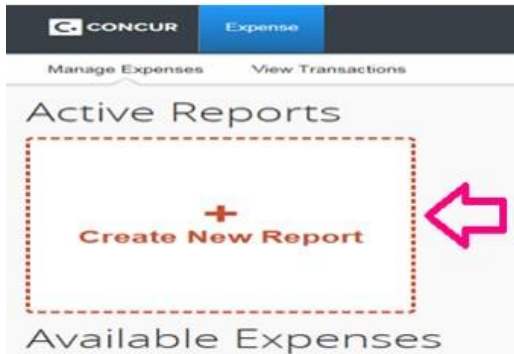 C. CONCUR Expense
Manage Expenses View Transactions
Active Reports
+
Create New Report
Available Expenses